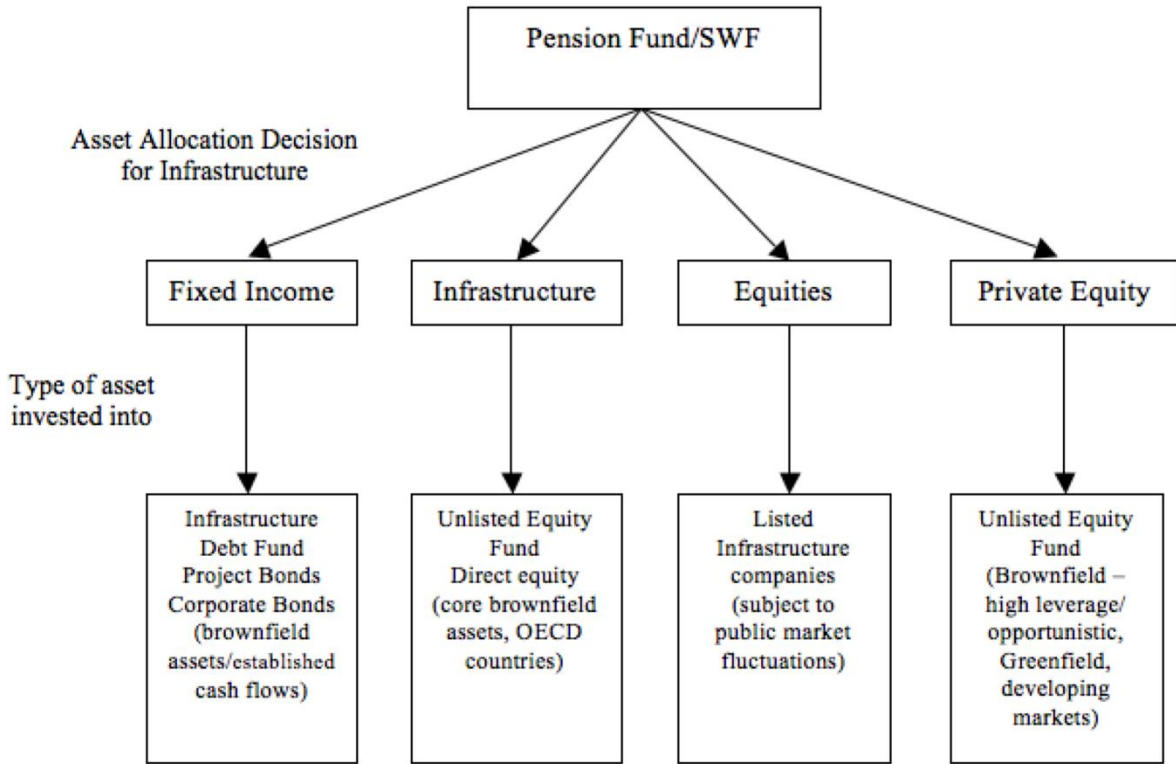 Pension Fund/SWF
Asset Allocation Decision
for Infrastructure
Fixed Income
Infrastructure
Equities
Private Equity
Type of asset
invested into
Infrastructure
Debt Fund
Project Bonds
Corporate Bonds
(brownfield
assets/established
cash flows)
Unlisted Equity
Fund
Direct equity
(core brownfield
assets, OECD
countries)
Listed
Infrastructure
companies
(subject to
public market
fluctuations)
Unlisted Equity
Fund
(Brownfield –
high leverage/
opportunistic,
Greenfield,
developing
markets)